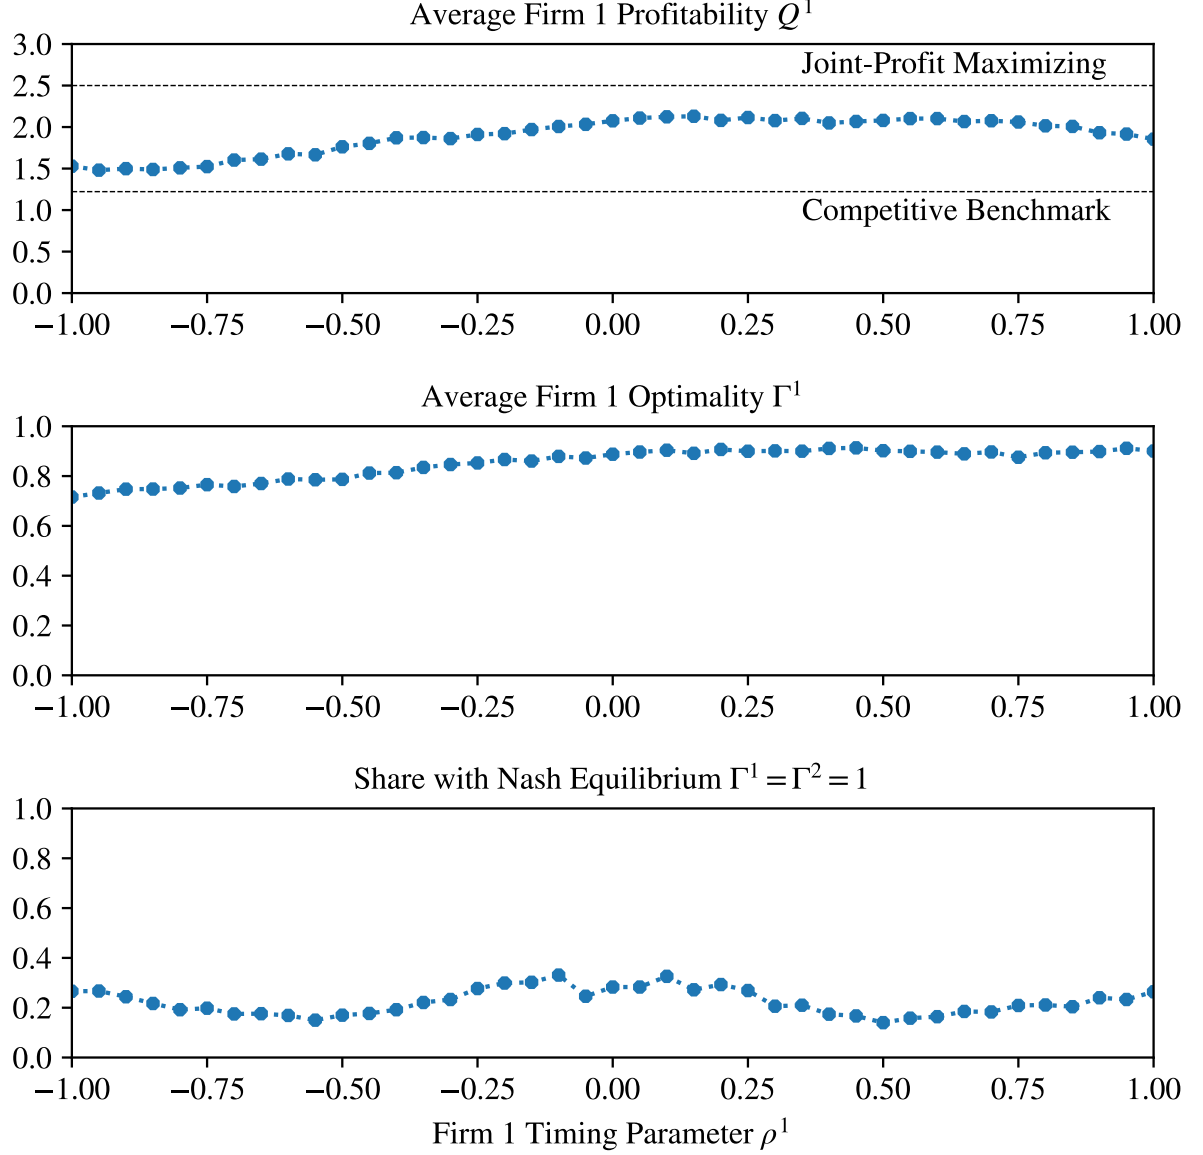 Average Firm 1 Profitability Q¹
3.0
Joint-Profit Maximizing
2.5
2.0
1.5
Competitive Benchmark
1.0
0.5
0.0
−1.00 −0.75 −0.50 −0.25 0.00 0.25 0.50 0.75 1.00
Average Firm 1 Optimality Γ¹
1.0
0.8
0.6
0.4
0.2
0.0
−1.00 −0.75 −0.50 −0.25 0.00 0.25 0.50 0.75 1.00
Share with Nash Equilibrium Γ¹ = Γ² = 1
1.0
0.8
0.6
0.4
0.2
0.0
−1.00 −0.75 −0.50 −0.25 0.00 0.25 0.50 0.75 1.00
Firm 1 Timing Parameter ρ¹